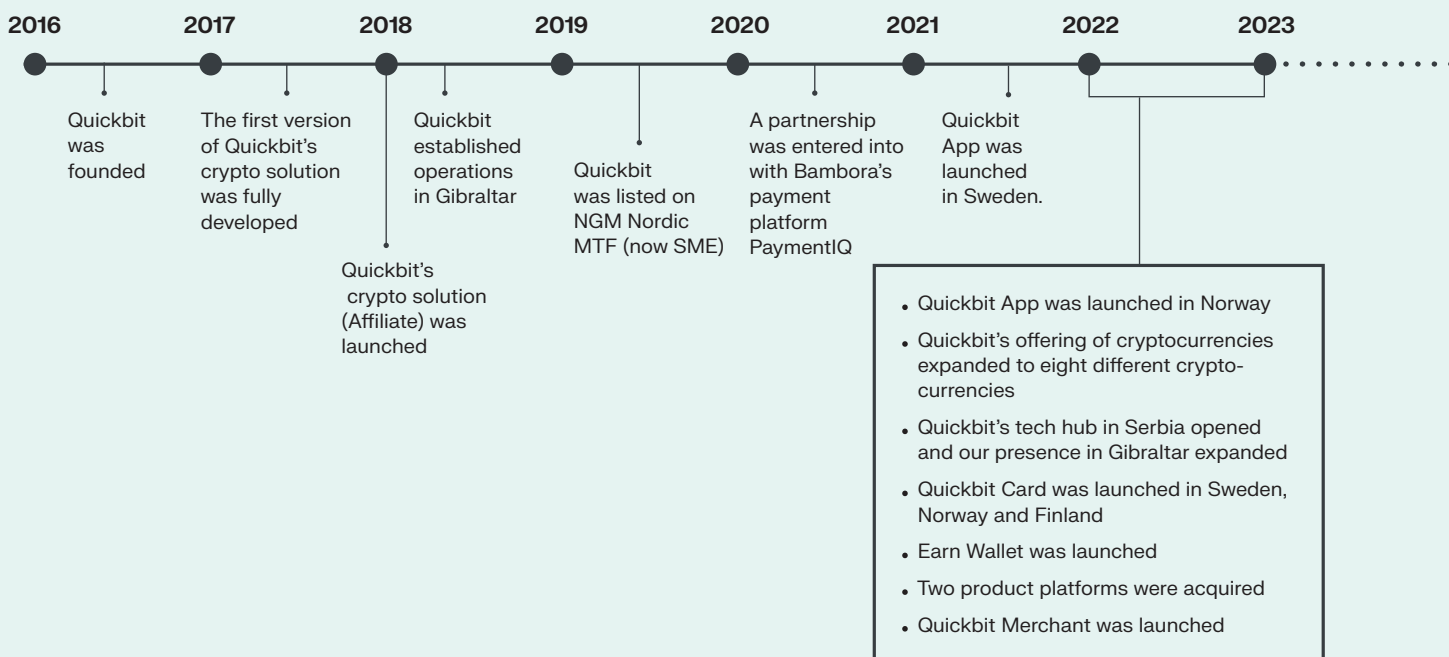 2016 2017 2018 2019 2020 2021 2022 2023
Quickbit
was
founded
The first version
of Quickbit's
crypto solution
was fully
developed
Quickbit's
crypto solution
(Affiliate) was
launched
Quickbit
established
operations
in Gibraltar
Quickbit
was listed on
NGM Nordic
MTF (now SME)
A partnership
was entered into
with Bambora's
payment
platform
PaymentIQ
Quickbit
App was
launched
in Sweden.
• Quickbit App was launched in Norway
• Quickbit's offering of cryptocurrencies
expanded to eight different crypto-
currencies
• Quickbit's tech hub in Serbia opened
and our presence in Gibraltar expanded
• Quickbit Card was launched in Sweden,
Norway and Finland
• Earn Wallet was launched
• Two product platforms were acquired
• Quickbit Merchant was launched